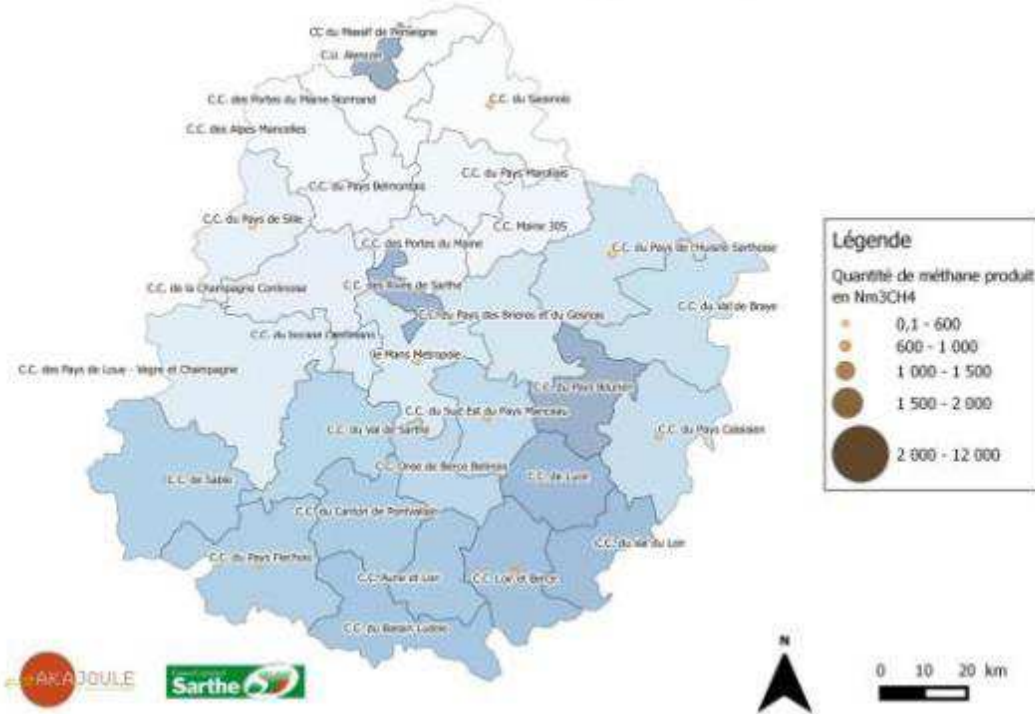 CC du Massif de Perseigne
C.U. Alençon
C.C. des Portes du Maine Normand
C.C. du Saosnois
C.C. des Alpes Mancelles
C.C. du Pays Marollais
C.C. du Pays Belmontais
C.C. du Pays de Sillé
C.C. Maine 305
C.C. des Portes du Maine
C.C. du Pays de l'Huisne Sarthoise
C.C. de la Champagne Conlinoise
C.C. des Rives de Sarthe
C.C. du Val de Braye
C.C. du Pays des Brières et du Gesnois
C.C. du Bocage Cénomans
le Mans Métropole
C.C. des Pays de Loue - Vègre et Champagne
C.C. du Pays Bilurien
C.C. du Sud Est du Pays Manceau
C.C. du Val de Sarthe
C.C. du Pays Calaisien
C.C. Orée de Bercé Belinois
C.C. de Sablé
C.C. de Lucé
C.C. du Canton de Pontvallain
C.C. du Val du Loir
C.C. du Pays Fléchois
C.C. Aune et Loir
C.C. Loir et Bercé
C.C. du Bassin Ludois
Légende
Quantité de méthane produit
en Nm3CH4
0,1 - 600
600 - 1 000
1 000 - 1 500
1 500 - 2 000
2 000 - 12 000
AKAJOULE
Sarthe
N
0 10 20 km